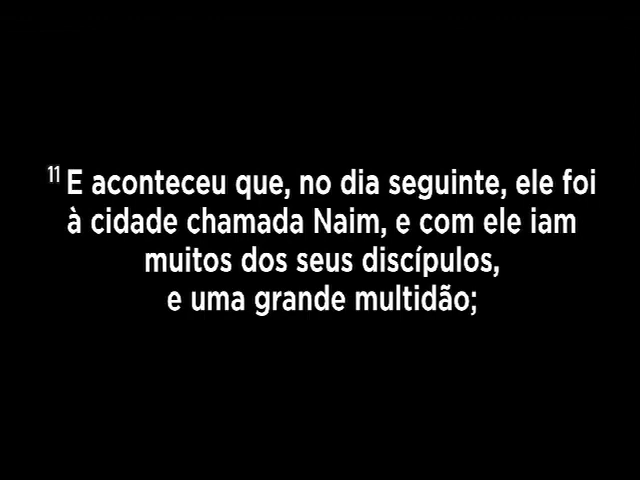 11 E aconteceu que, no dia seguinte, ele foi
à cidade chamada Naim, e com ele iam
muitos dos seus discípulos,
e uma grande multidão;